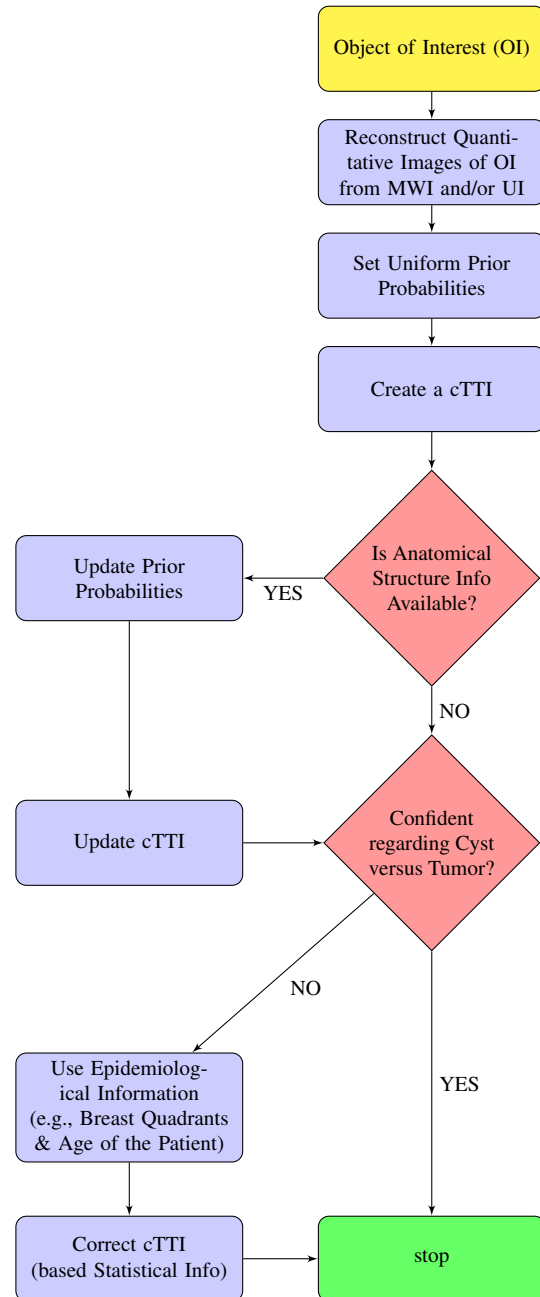 Object of Interest (OI)
Reconstruct Quanti-
tative Images of OI
from MWI and/or UI
Set Uniform Prior
Probabilities
Create a cTTI
Is Anatomical
Structure Info
Available?
YES
Update Prior
Probabilities
NO
Update cTTI
Confident
regarding Cyst
versus Tumor?
NO
YES
Use Epidemiolog-
ical Information
(e.g., Breast Quadrants
& Age of the Patient)
Correct cTTI
(based Statistical Info)
stop